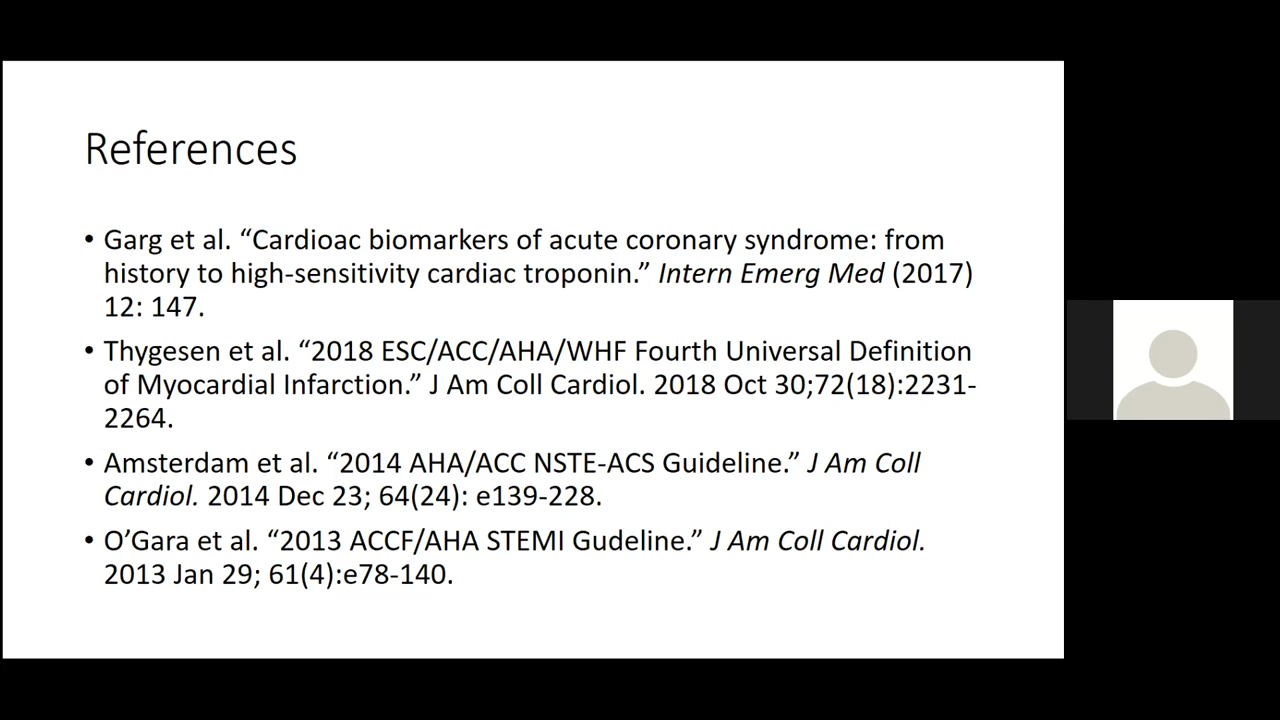 References
• Garg et al. “Cardioac biomarkers of acute coronary syndrome: from
history to high-sensitivity cardiac troponin.” Intern Emerg Med (2017)
12: 147.
• Thygesen et al. “2018 ESC/ACC/AHA/WHF Fourth Universal Definition
of Myocardial Infarction.” J Am Coll Cardiol. 2018 Oct 30;72(18):2231-
2264.
• Amsterdam et al. “2014 AHA/ACC NSTE-ACS Guideline.” J Am Coll
Cardiol. 2014 Dec 23; 64(24): e139-228.
• O’Gara et al. “2013 ACCF/AHA STEMI Gudeline.” J Am Coll Cardiol.
2013 Jan 29; 61(4):e78-140.